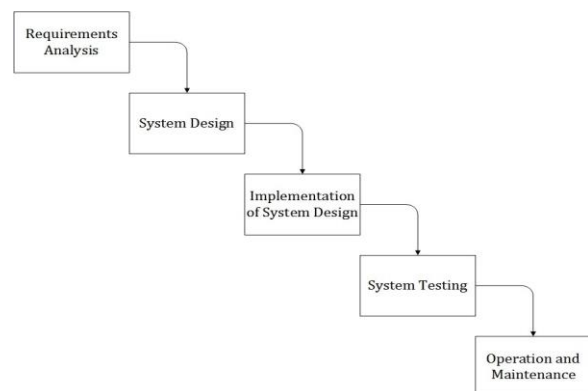 Requirements
Analysis
System Design
Implementation
of System Design
System Testing
Operation and
Maintenance